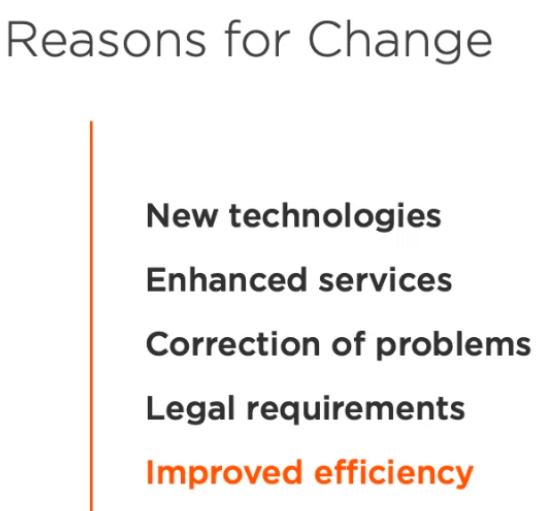 Reasons for Change
New technologies
Enhanced services
Correction of problems
Legal requirements
Improved efficiency